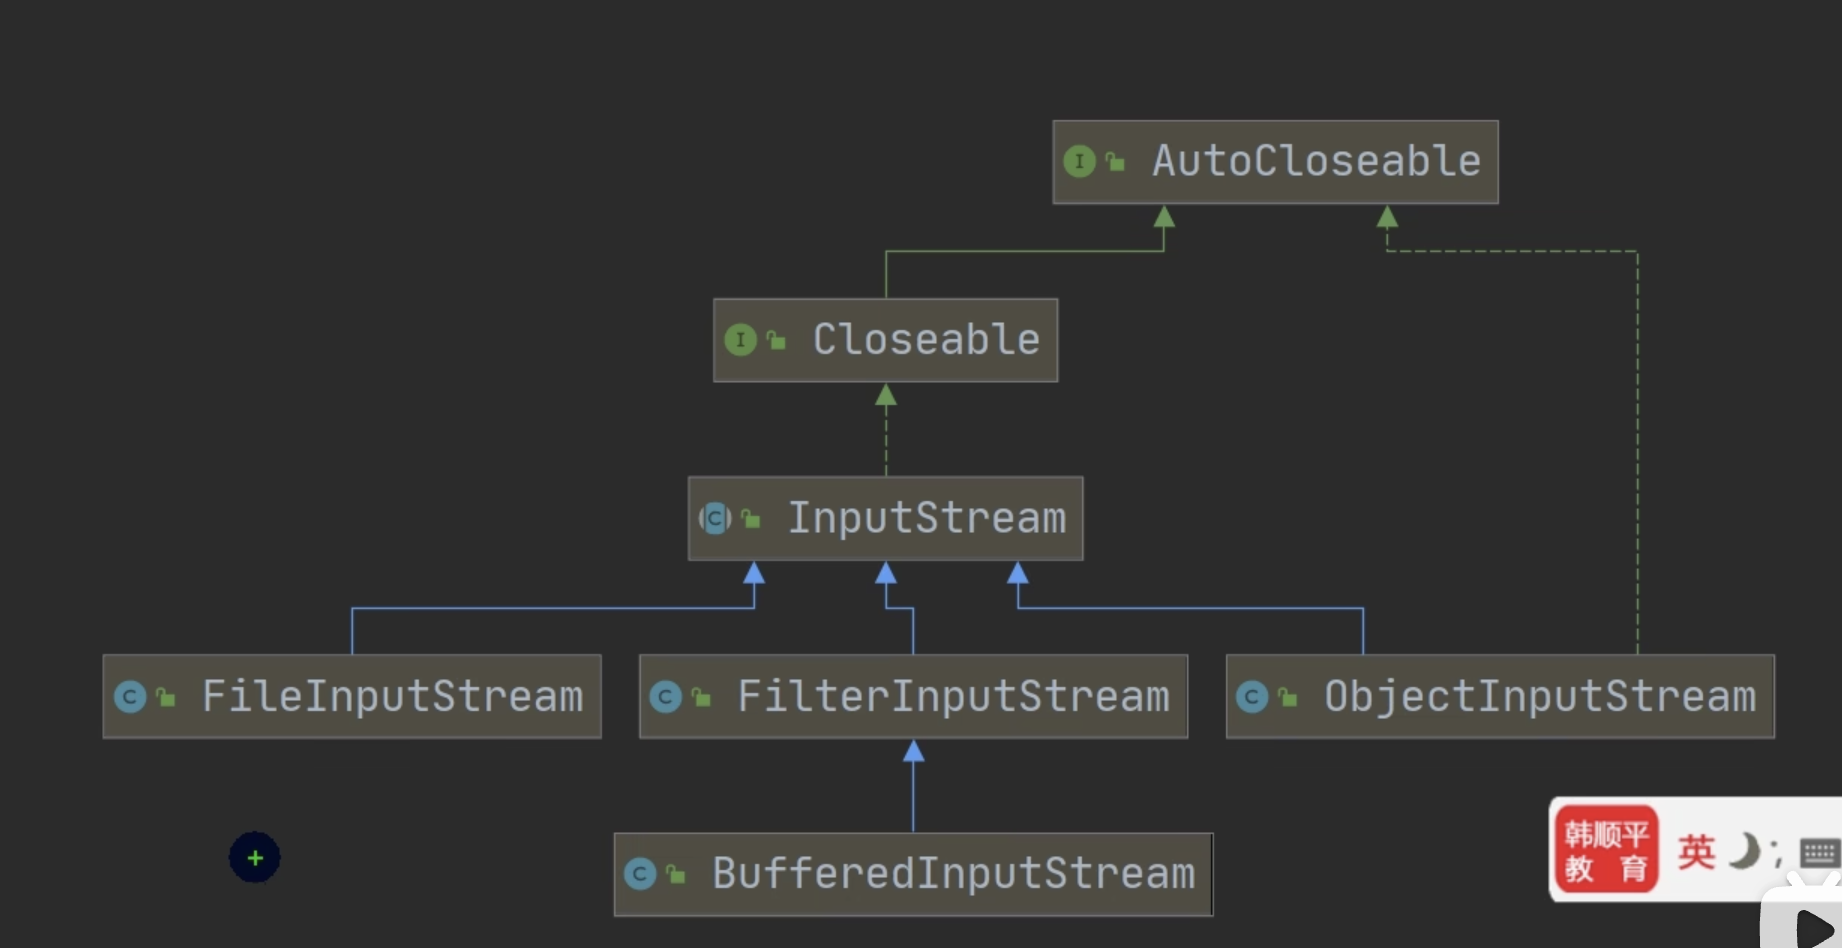 AutoCloseable
Closeable
InputStream
FileInputStream
FilterInputStream
ObjectInputStream
BufferedInputStream
韩顺平
教 育
英